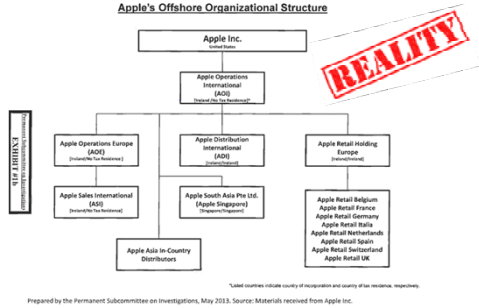 Apple's Offshore Organizational Structure
Apple Inc.
United States
REALITY
Apple Operations
International
(AOI)
(Ireland/No Tax Residence)*
Permanent Subcommittee on Investigations
EXHIBIT #1b
Apple Operations Europe
(AOE)
(Ireland/No Tax Residence)
Apple Distribution
International
(ADI)
(Ireland/Ireland)
Apple Retail Holding
Europe
(Ireland/Ireland)
Apple Sales International
(ASI)
(Ireland/No Tax Residence)
Apple South Asia Pte Ltd.
(Apple Singapore)
(Singapore/Singapore)
Apple Retail Belgium
Apple Retail France
Apple Retail Germany
Apple Retail Italia
Apple Retail Netherlands
Apple Retail Spain
Apple Retail Switzerland
Apple Retail UK
Apple Asia In-Country
Distributors
*Listed countries indicate country of incorporation and country of tax residence, respectively.
Prepared by the Permanent Subcommittee on Investigations, May 2013. Source: Materials received from Apple Inc.